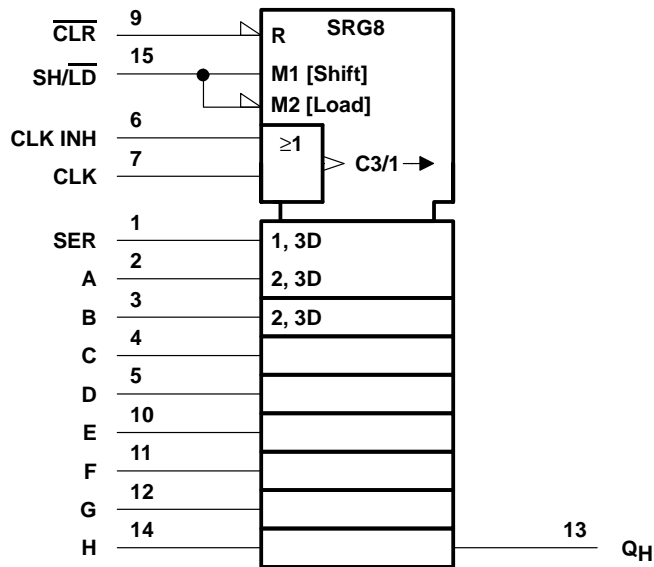 CLR 9 R SRG8
SH/LD 15 M1 [Shift]
M2 [Load]
CLK INH 6 ≥1
CLK 7 C3/1
SER 1 1, 3D
A 2 2, 3D
B 3 2, 3D
C 4
D 5
E 10
F 11
G 12
H 14 13 QH